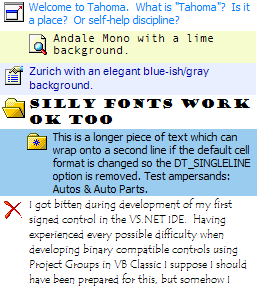 Welcome to Tahoma.  What is "Tahoma"?  Is it
a place?  Or self-help discipline?
Andale Mono with a lime
background.
Zurich with an elegant blue-ish/gray
background.
SILLY FONTS WORK
OK TOO
This is a longer piece of text which can
wrap onto a second line if the default cell
format is changed so the DT_SINGLELINE
option is removed. Test ampersands:
Autos & Auto Parts.
I got bitten during development of my first
signed control in the VS.NET IDE.  Having
experienced every possible difficulty when
developing binary compatible controls using
Project Groups in VB Classic I suppose I should
have been prepared for this, but somehow I